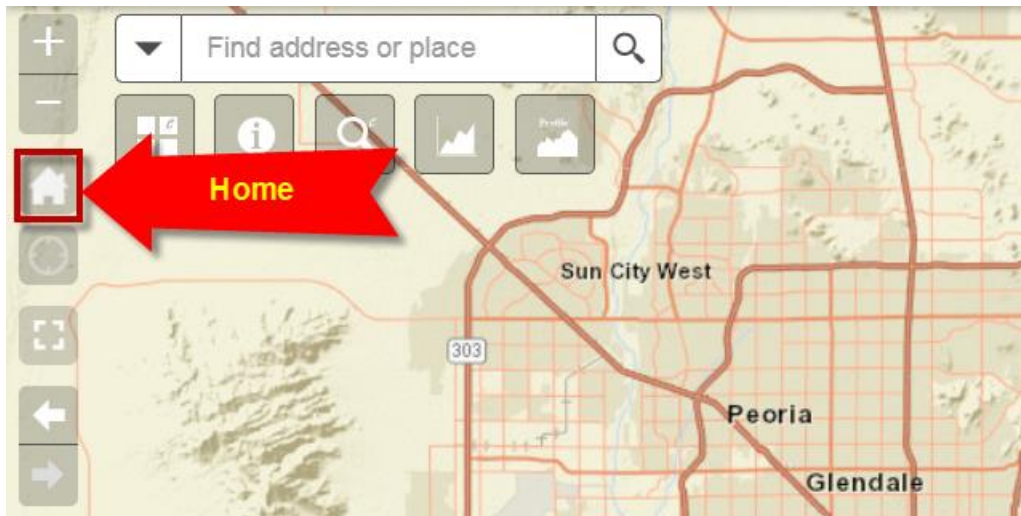 Find address or place
Profile
Home
Sun City West
303
Peoria
Glendale